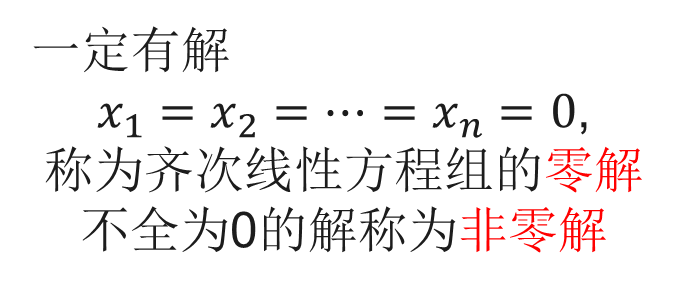 一定有解
x₁ = x₂ = ⋯ = xₙ = 0,
称为齐次线性方程组的零解
不全为0的解称为非零解